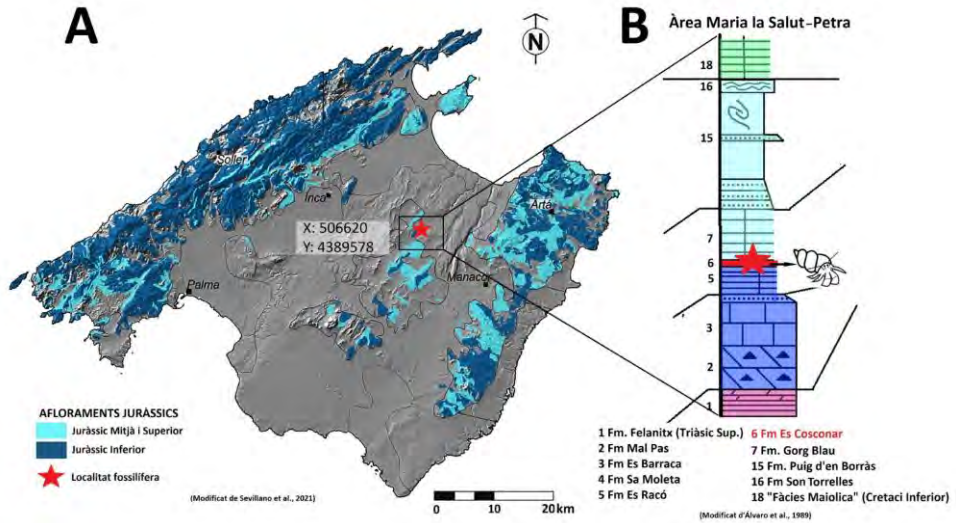 A
N
Soller
Inca
Artà
X: 506620
Y: 4389578
Palma
Manacor
AFLORAMENTS JURÀSSICS
Juràssic Mitjà i Superior
Juràssic Inferior
Localitat fossilífera
(Modificat de Sevillano et al., 2021)
0 10 20km
B
Àrea Maria la Salut-Petra
18
16
15
7
6
5
3
2
1
1 Fm. Felanitx (Triàsic Sup.)
2 Fm Mal Pas
3 Fm Es Barraca
4 Fm Sa Moleta
5 Fm Es Racó
6 Fm Es Cosconar
7 Fm. Gorg Blau
15 Fm. Puig d'en Borràs
16 Fm Son Torrelles
18 "Fàcies Maiolica" (Cretaci Inferior)
(Modificat d'Álvaro et al., 1989)